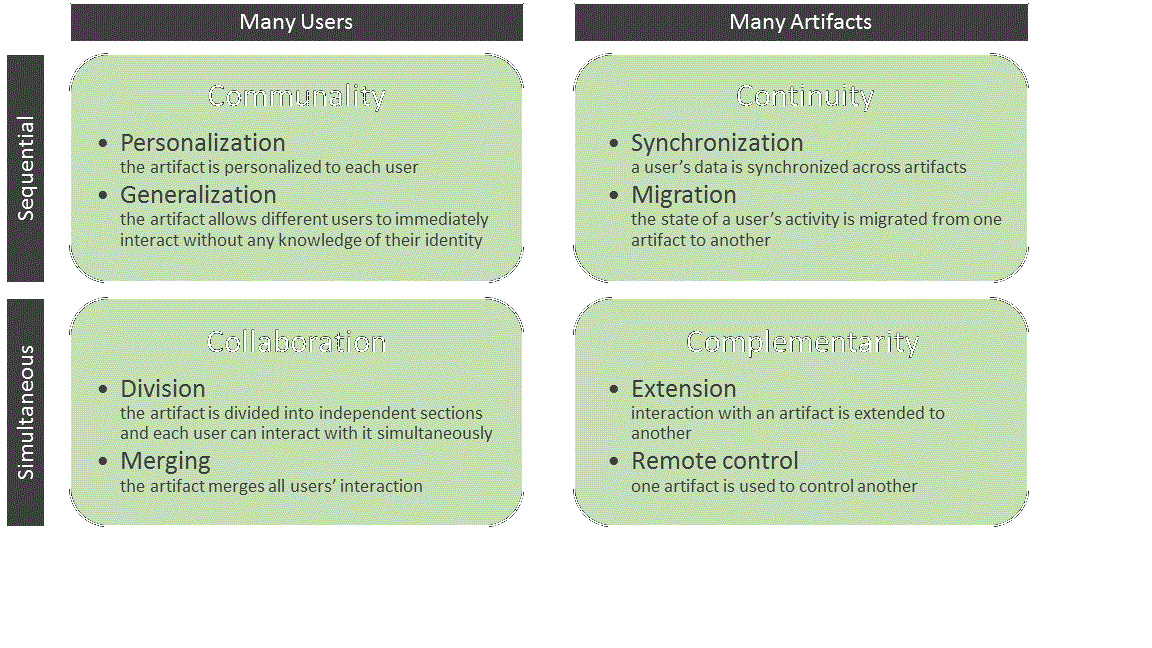 Many Users
Many Artifacts
Sequential
Communality
• Personalization
the artifact is personalized to each user
• Generalization
the artifact allows different users to immediately
interact without any knowledge of their identity
Continuity
• Synchronization
a user’s data is synchronized across artifacts
• Migration
the state of a user’s activity is migrated from one
artifact to another
Simultaneous
Collaboration
• Division
the artifact is divided into independent sections
and each user can interact with it simultaneously
• Merging
the artifact merges all users’ interaction
Complementarity
• Extension
interaction with an artifact is extended to
another
• Remote control
one artifact is used to control another